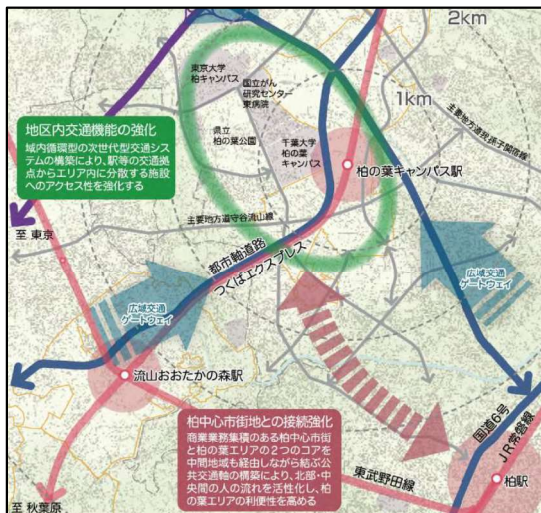 2km
東京大学
柏キャンパス
国立がん
研究センター
東病院
1km
地区内交通機能の強化
域内循環型の次世代型交通シス
テムの構築により、駅等の交通拠
点からエリア内に分散する施設
へのアクセス性を強化する
県立
柏の葉公園
千葉大学
柏の葉
キャンパス
主要地方道我孫子関宿線
柏の葉キャンパス駅
主要地方道守谷流山線
至 東京
都市軸道路
つくばエクスプレス
広域交通
ゲートウェイ
広域交通
ゲートウェイ
流山おおたかの森駅
柏中心市街地との接続強化
商業業務集積のある柏中心市街
と柏の葉エリアの2つのコアを
中間地域も経由しながら結ぶ公
共交通軸の構築により、北部・中
央間の人の流れを活性化し、柏
の葉エリアの利便性を高める
国道6号
JR常磐線
東武野田線
柏駅
至 秋葉原